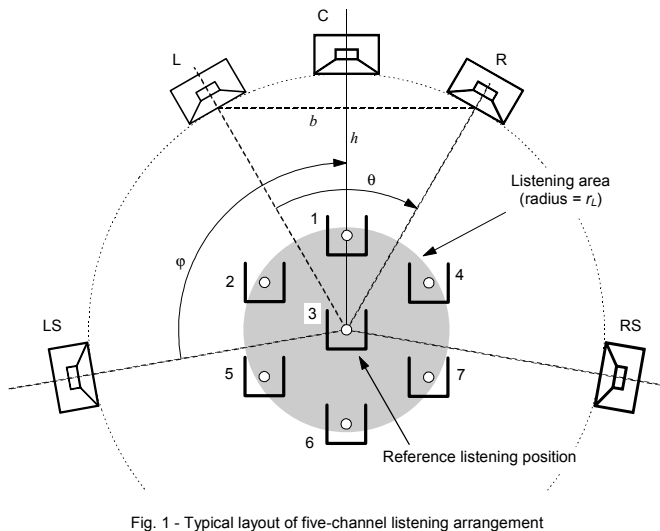 C
L
R
b
h
θ
Listening area
(radius = r_L)
1
φ
2
4
3
LS
RS
5
7
6
Reference listening position
Fig. 1 - Typical layout of five-channel listening arrangement